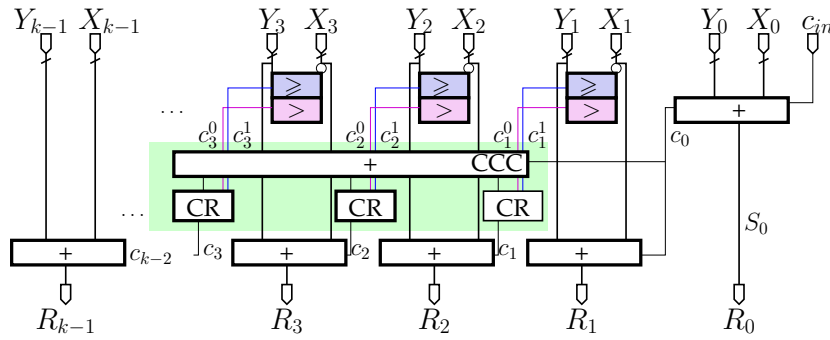 Y_{k−1} X_{k−1} Y_3 X_3 Y_2 X_2 Y_1 X_1 Y_0 X_0 c_{in}
⩾ ⩾ ⩾
... > > > +
c_3^0 c_3^1 c_2^0 c_2^1 c_1^0 c_1^1 c_0
+ CCC
... CR CR CR
S_0
+ c_{k−2} c_3 + c_2 + c_1 +
R_{k−1} R_3 R_2 R_1 R_0